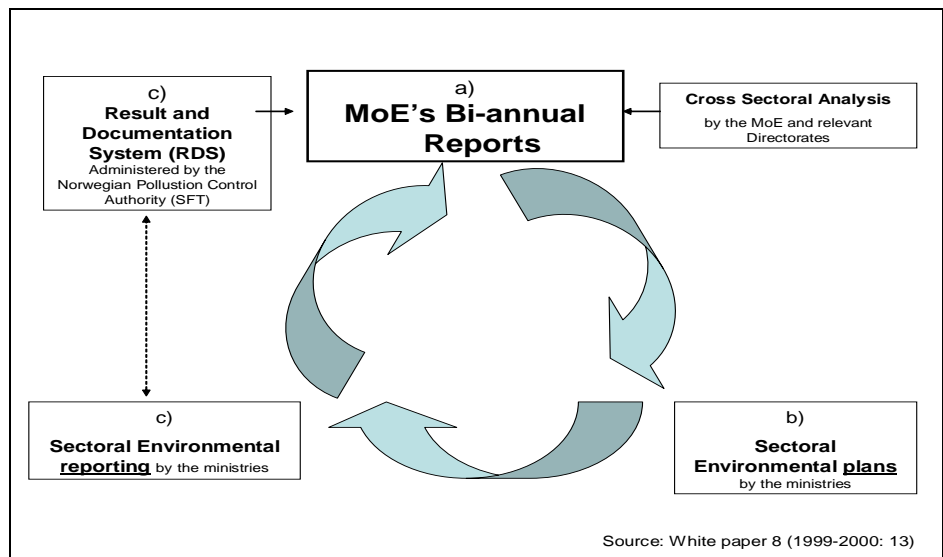 c)
Result and
Documentation
System (RDS)
Administered by the
Norwegian Pollustion Control
Authority (SFT)
a)
MoE's Bi-annual
Reports
Cross Sectoral Analysis
by the MoE and relevant
Directorates
c)
Sectoral Environmental
reporting by the ministries
b)
Sectoral
Environmental plans
by the ministries
Source: White paper 8 (1999-2000: 13)